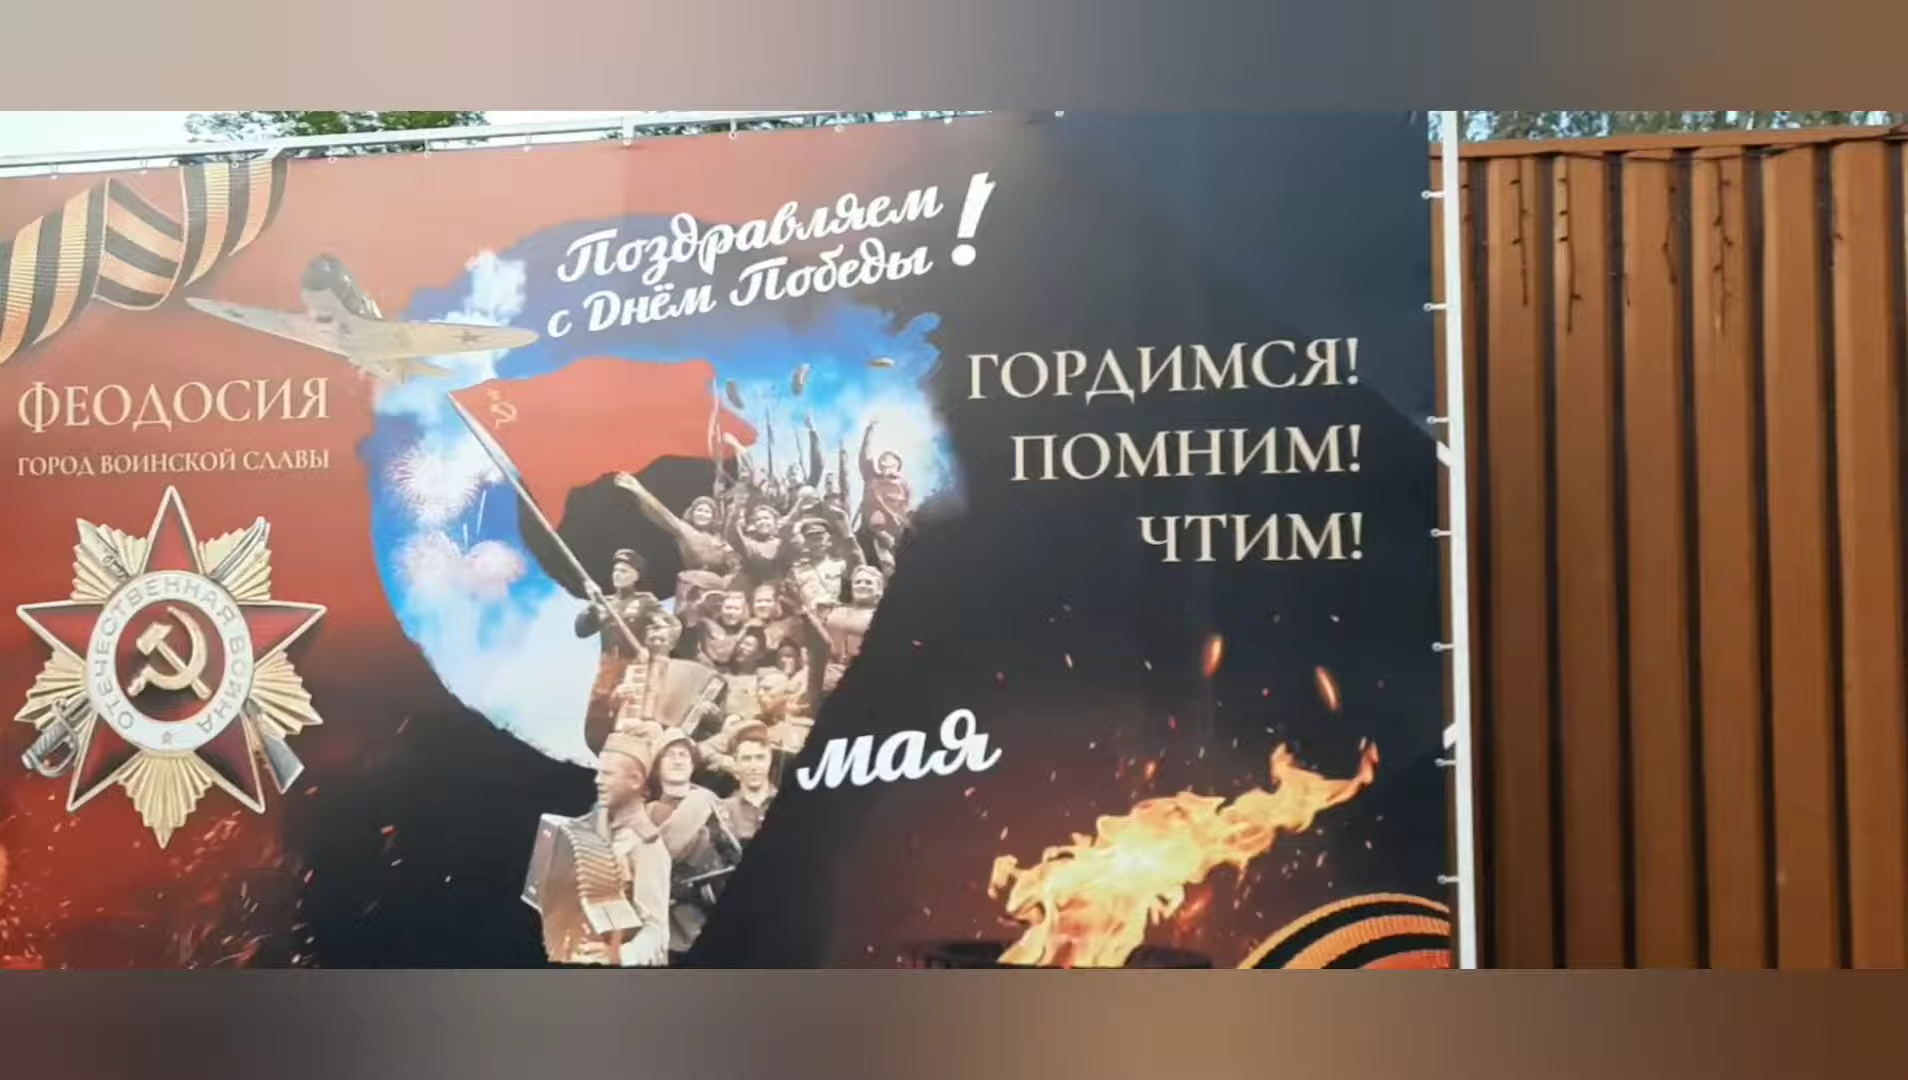 Поздравляем
с Днём Победы!
ФЕОДОСИЯ
ГОРОД ВОИНСКОЙ СЛАВЫ
ОТЕЧЕСТВЕННАЯ ВОЙНА
ГОРДИМСЯ!
ПОМНИМ!
ЧТИМ!
мая